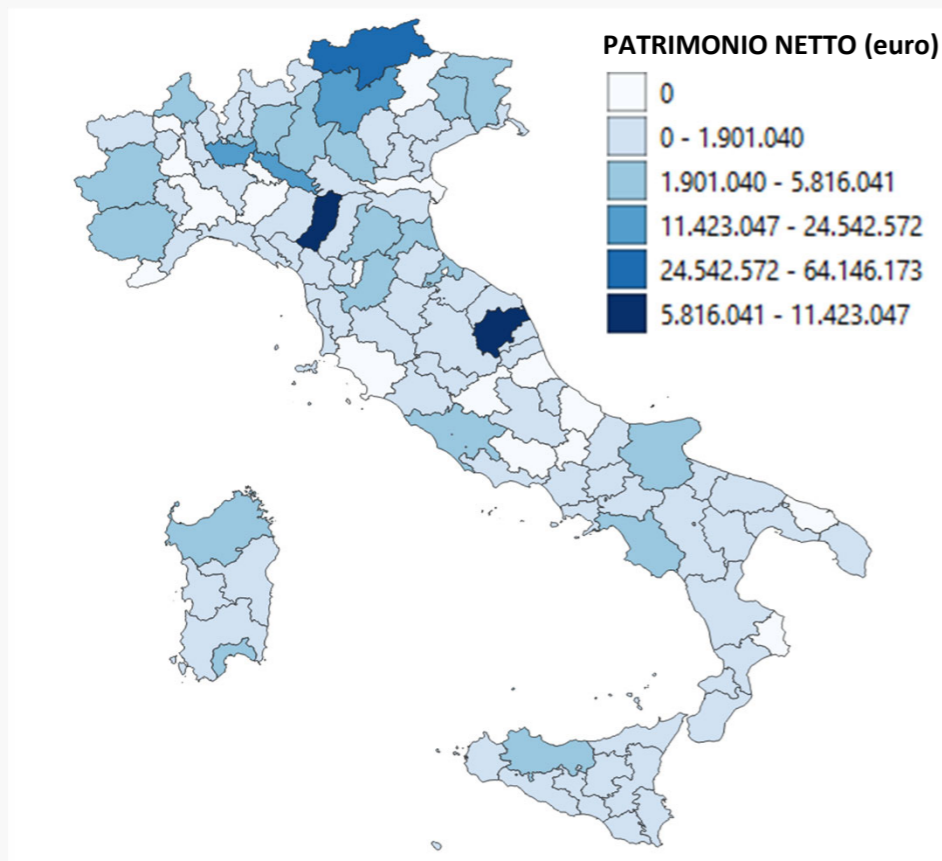 PATRIMONIO NETTO (euro)
0
0 - 1.901.040
1.901.040 - 5.816.041
11.423.047 - 24.542.572
24.542.572 - 64.146.173
5.816.041 - 11.423.047